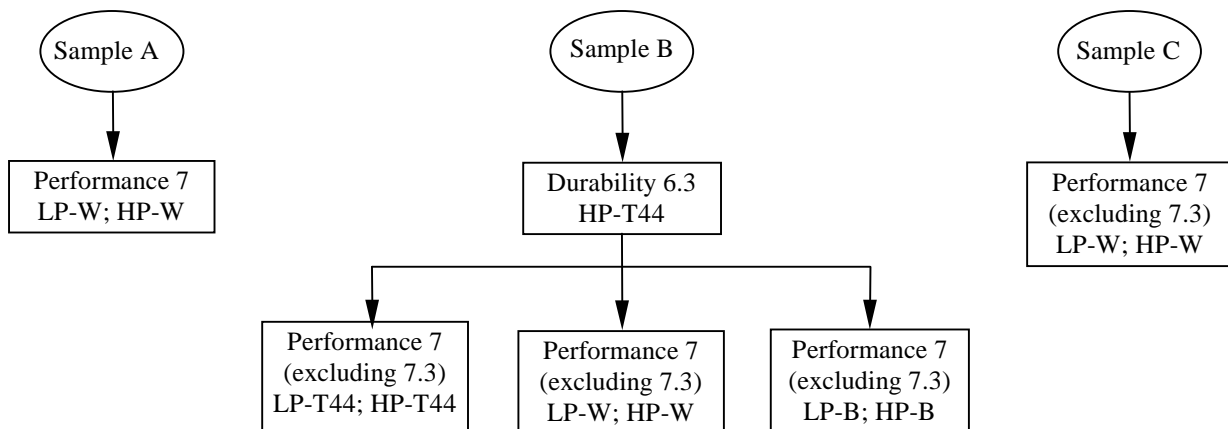 Sample A
Performance 7
LP-W; HP-W
Sample B
Durability 6.3
HP-T44
Performance 7
(excluding 7.3)
LP-T44; HP-T44
Performance 7
(excluding 7.3)
LP-W; HP-W
Performance 7
(excluding 7.3)
LP-B; HP-B
Sample C
Performance 7
(excluding 7.3)
LP-W; HP-W